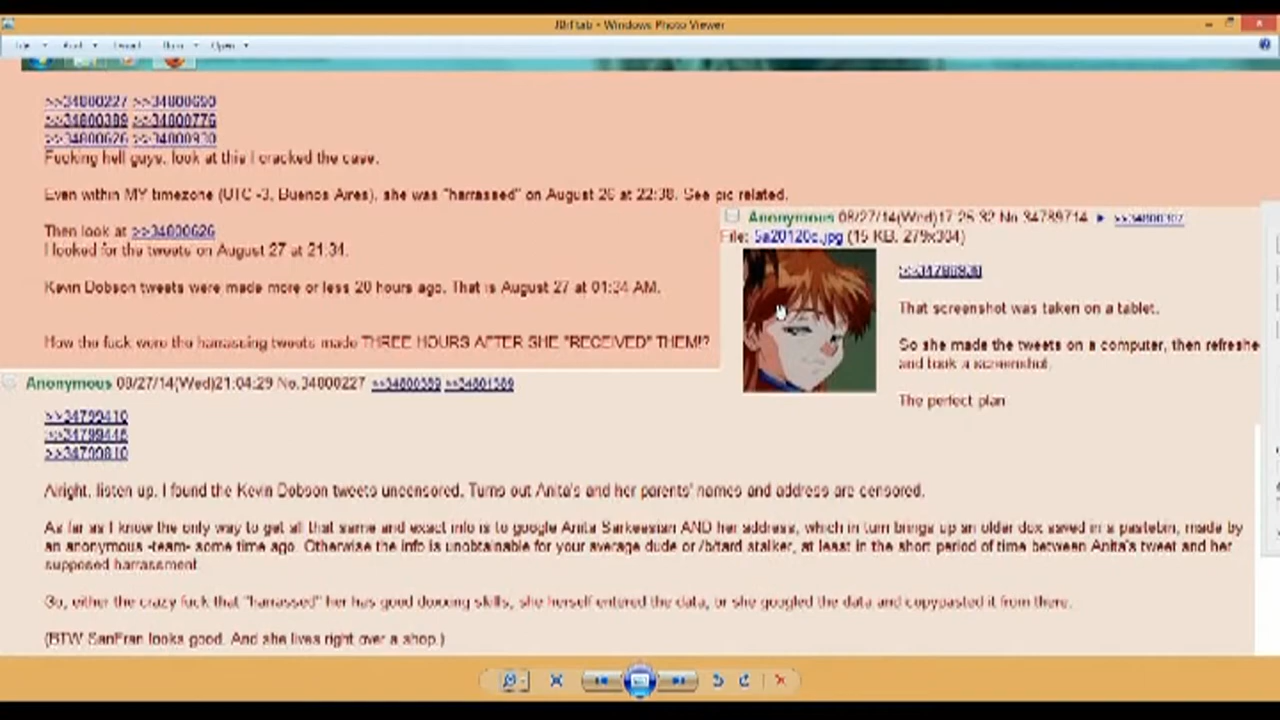 - Windows Photo Viewer
Open
>>34800227 >>34800690
>>34800389 >>34800776
>>34800626 >>34800930
Fucking hell guys, look at this I cracked the case.
Even within MY timezone (UTC -3, Buenos Aires), she was "harrassed" on August 26 at 22:38. See pic related.
Then look at >>34800626
I looked for the tweets on August 27 at 21:34.
Kevin Dobson tweets were made more or less 20 hours ago. That is August 27 at 01:34 AM.
How the fuck were the harrassing tweets made THREE HOURS AFTER SHE "RECEIVED" THEM!?
Anonymous 08/27/14(Wed)17:25:32 No.34789714
File: 5a20120c.jpg (15 KB, 279x304)
That screenshot was taken on a tablet.
So she made the tweets on a computer, then refreshe
and took a screenshot.
The perfect plan
Anonymous 08/27/14(Wed)21:04:29 No.34800227 >>34800389 >>34801389
>>34799410
>>34799448
>>34799810
Alright, listen up. I found the Kevin Dobson tweets uncensored. Turns out Anita's and her parents' names and address are censored.
As far as I know the only way to get all that same and exact info is to google Anita Sarkeesian AND her address, which in turn brings up an older dox saved in a pastebin, made by
an anonymous -team- some time ago. Otherwise the info is unobtainable for your average dude or /b/tard stalker, at least in the short period of time between Anita's tweet and her
supposed harrassment
So, either the crazy fuck that "harrassed" her has good doxxing skills, she herself entered the data, or she googled the data and copypasted it from there.
(BTW SanFran looks good. And she lives right over a shop.)